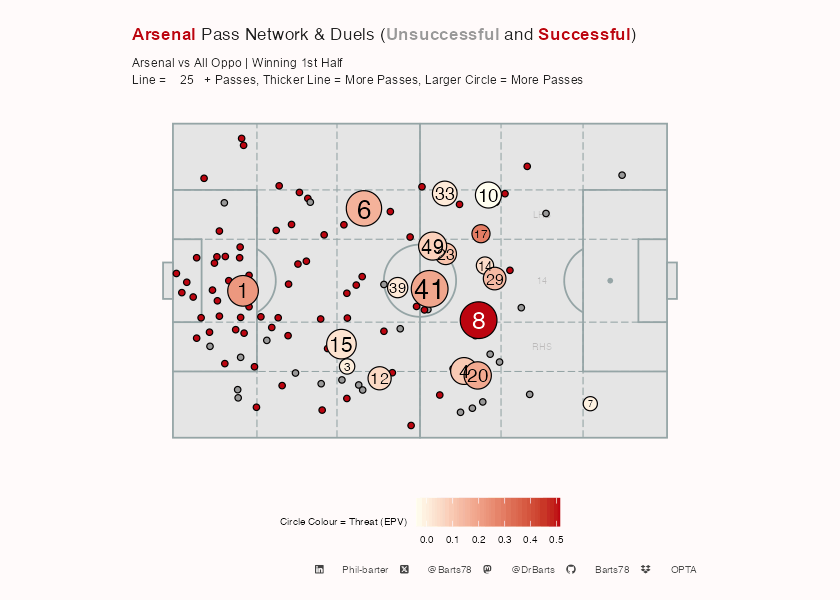 Arsenal Pass Network & Duels (Unsuccessful and Successful)
Arsenal vs All Oppo | Winning 1st Half
Line = 25 + Passes, Thicker Line = More Passes, Larger Circle = More Passes
33
10
6
17
49
23
14
29
14
1
39
41
8
15
RHS
3
12
4
20
7
Circle Colour = Threat (EPV)
0.0 0.1 0.2 0.3 0.4 0.5
Phil-barter @Barts78 @DrBarts Barts78 OPTA